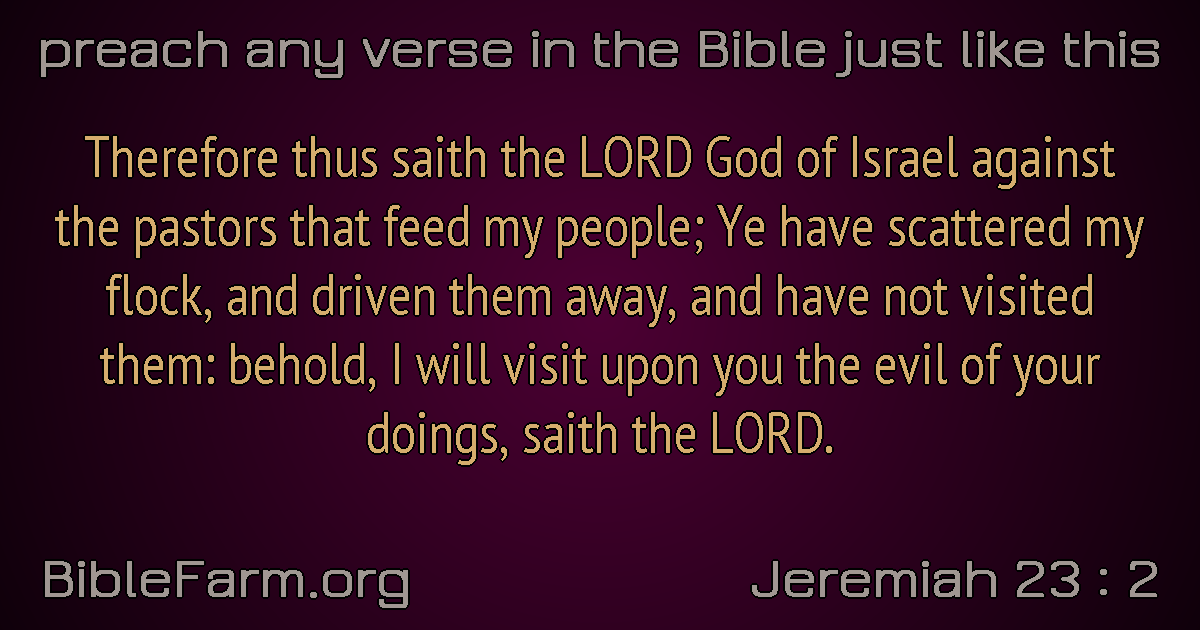 preach any verse in the Bible just like this
Therefore thus saith the LORD God of Israel against
the pastors that feed my people; Ye have scattered my
flock, and driven them away, and have not visited
them: behold, I will visit upon you the evil of your
doings, saith the LORD.
BibleFarm.org
Jeremiah 23 : 2